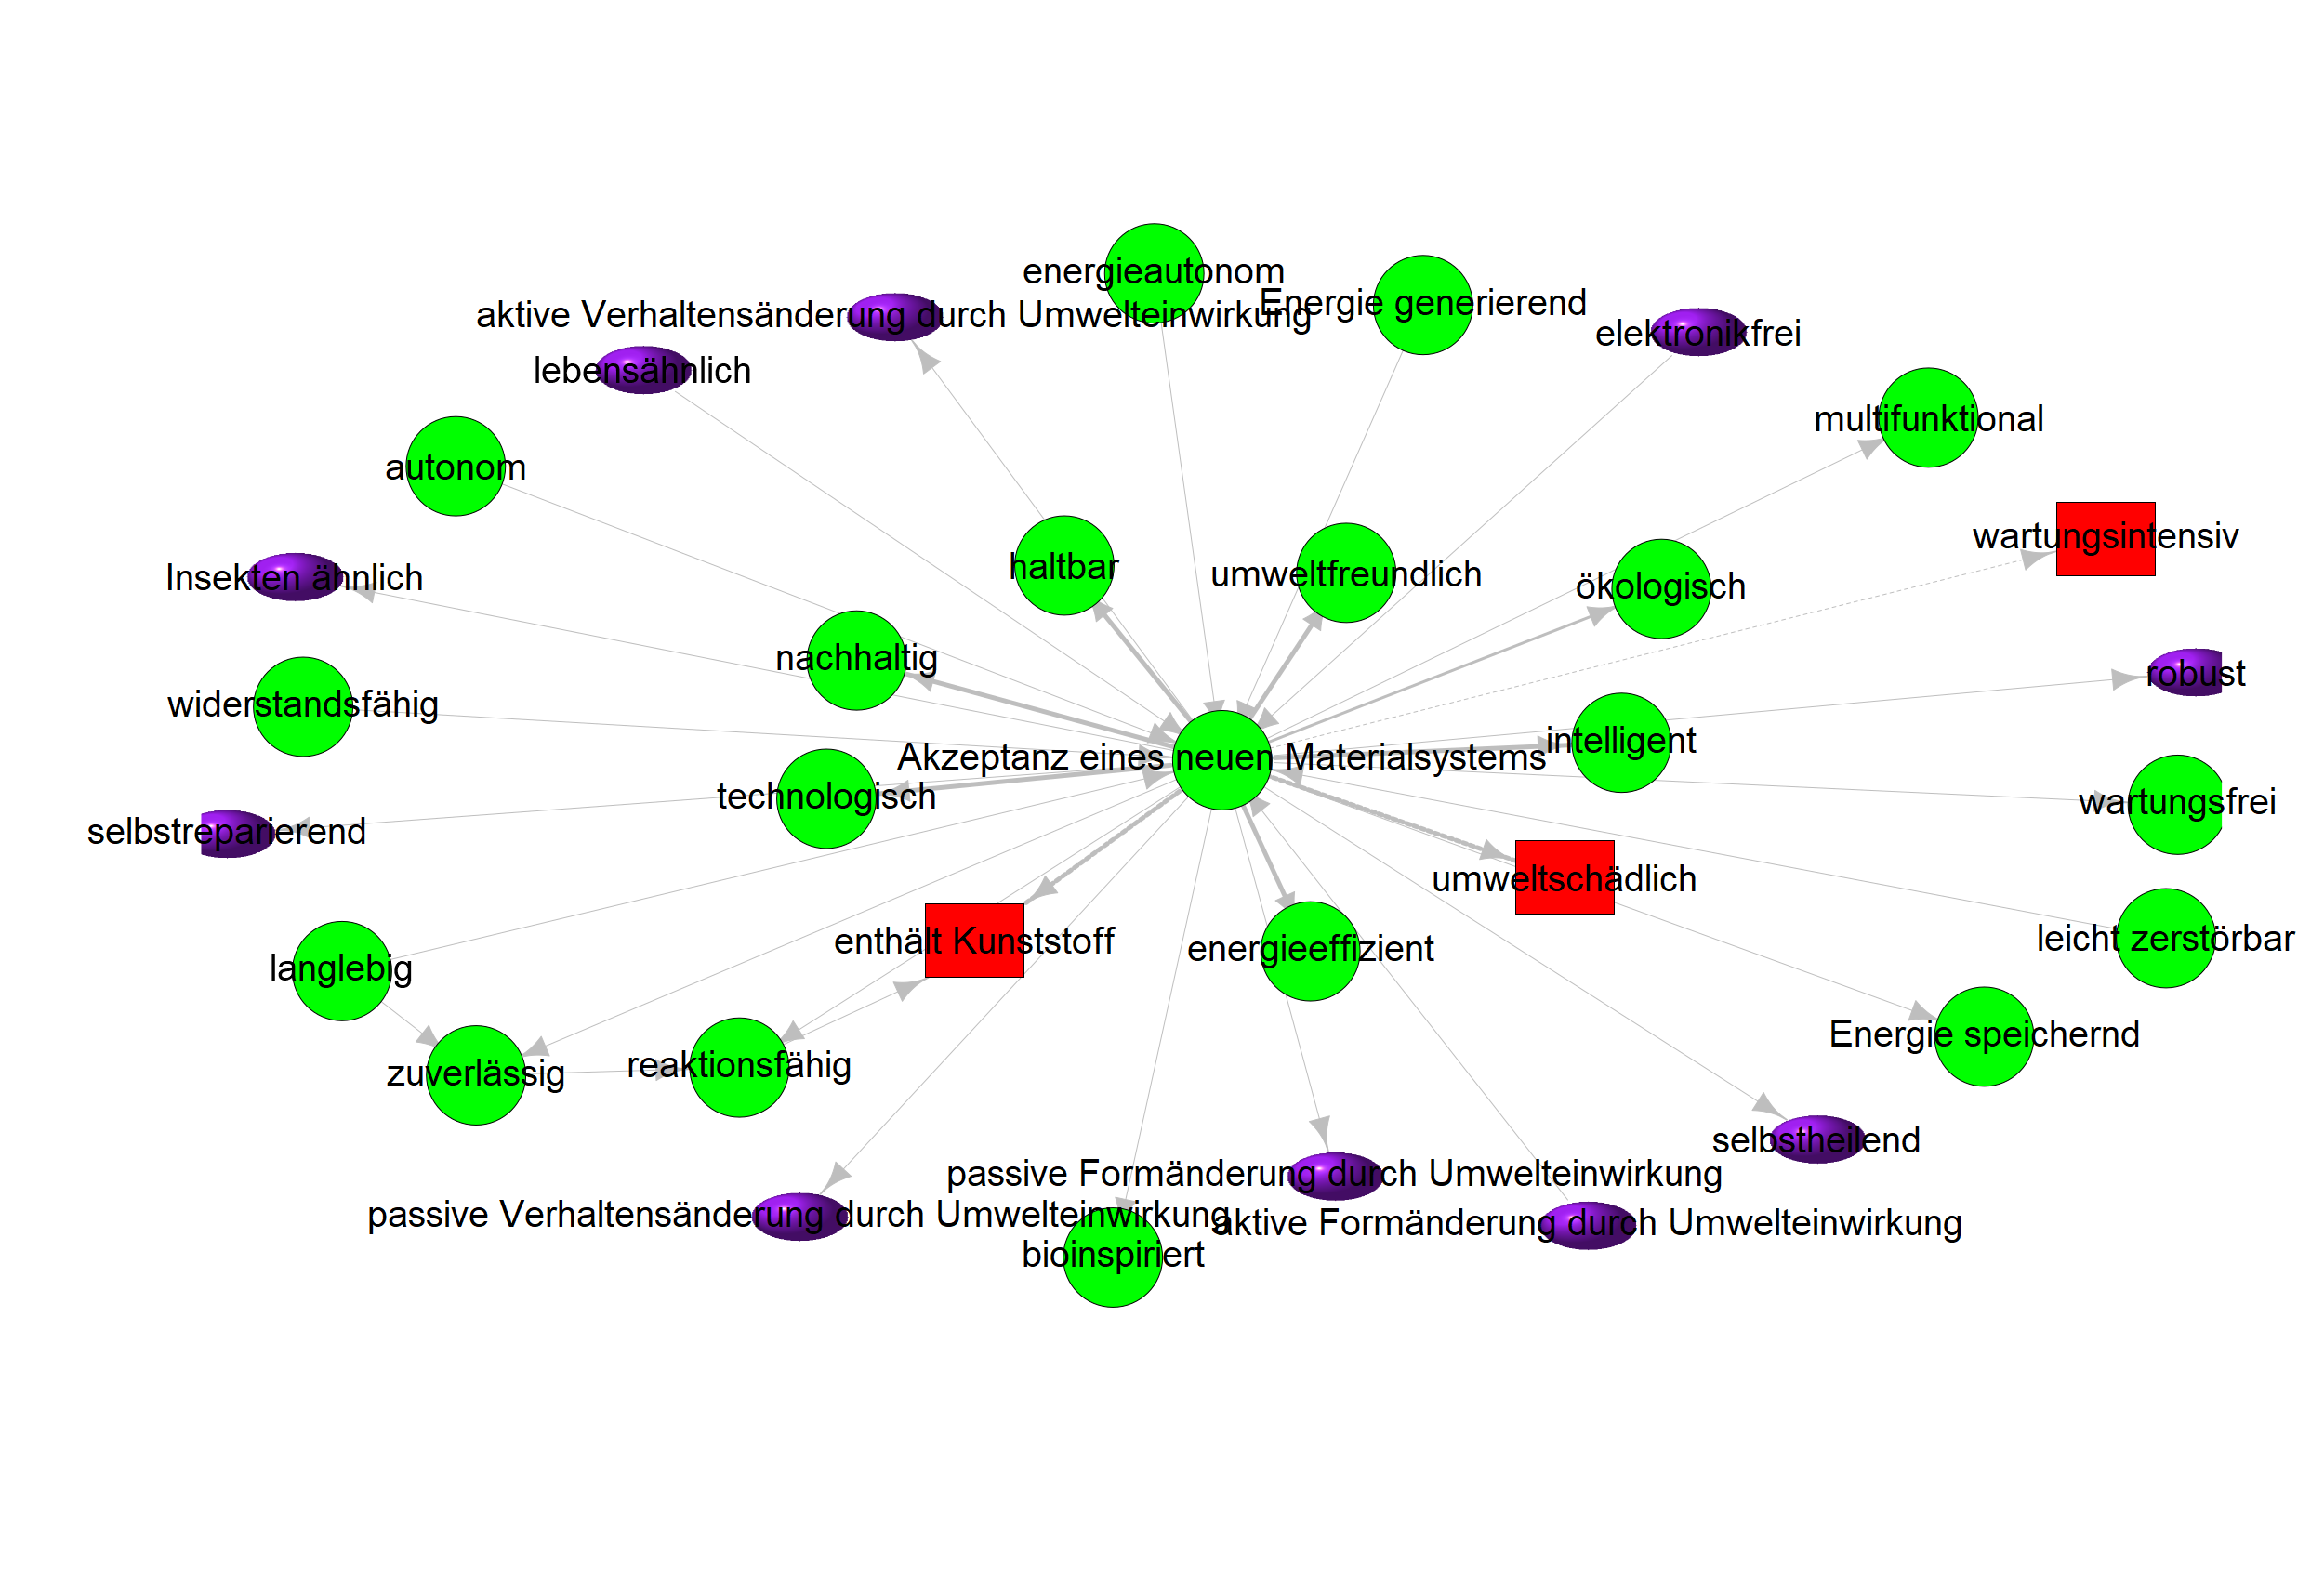 energieautonom
Energie generierend
aktive Verhaltensänderung durch Umwelteinwirkung
elektronikfrei
lebensähnlich
multifunktional
autonom
wartungsintensiv
Insekten ähnlich
haltbar
umweltfreundlich
ökologisch
nachhaltig
robust
widerstandsfähig
Akzeptanz eines neuen Materialsystems
intelligent
technologisch
wartungsfrei
selbstreparierend
umweltschädlich
enthält Kunststoff
energieeffizient
leicht zerstörbar
langlebig
Energie speichernd
zuverlässig
reaktionsfähig
selbstheilend
passive Formänderung durch Umwelteinwirkung
passive Verhaltensänderung durch Umwelteinwirkung
aktive Formänderung durch Umwelteinwirkung
bioinspiriert